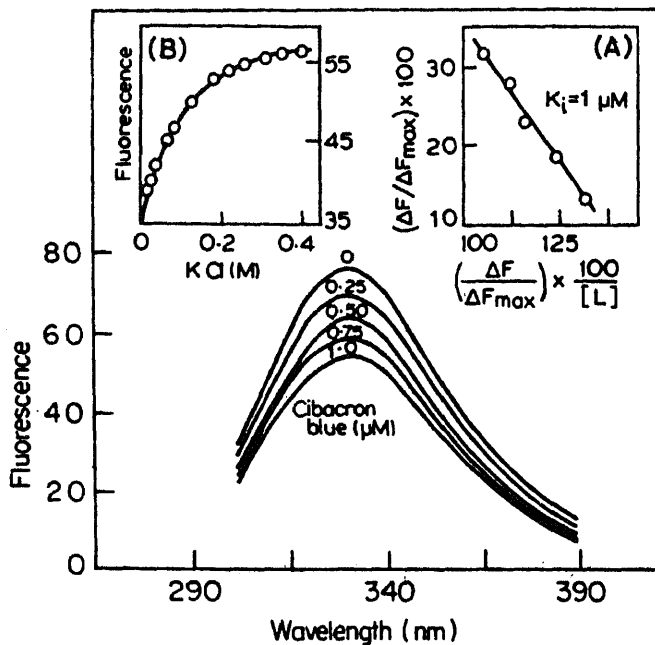 (B)
Fluorescence
55
45
35
0
0·2
0·4
K Cl (M)
(A)
Kᵢ=1 μM
(ΔF/ΔFmax) × 100
30
20
10
100
125
(ΔF/ΔFmax) × 100/[L]
80
60
40
20
0
Fluorescence
0
0·25
0·50
0·75
1·0
Cibacron
blue (μM)
290
340
390
Wavelength (nm)